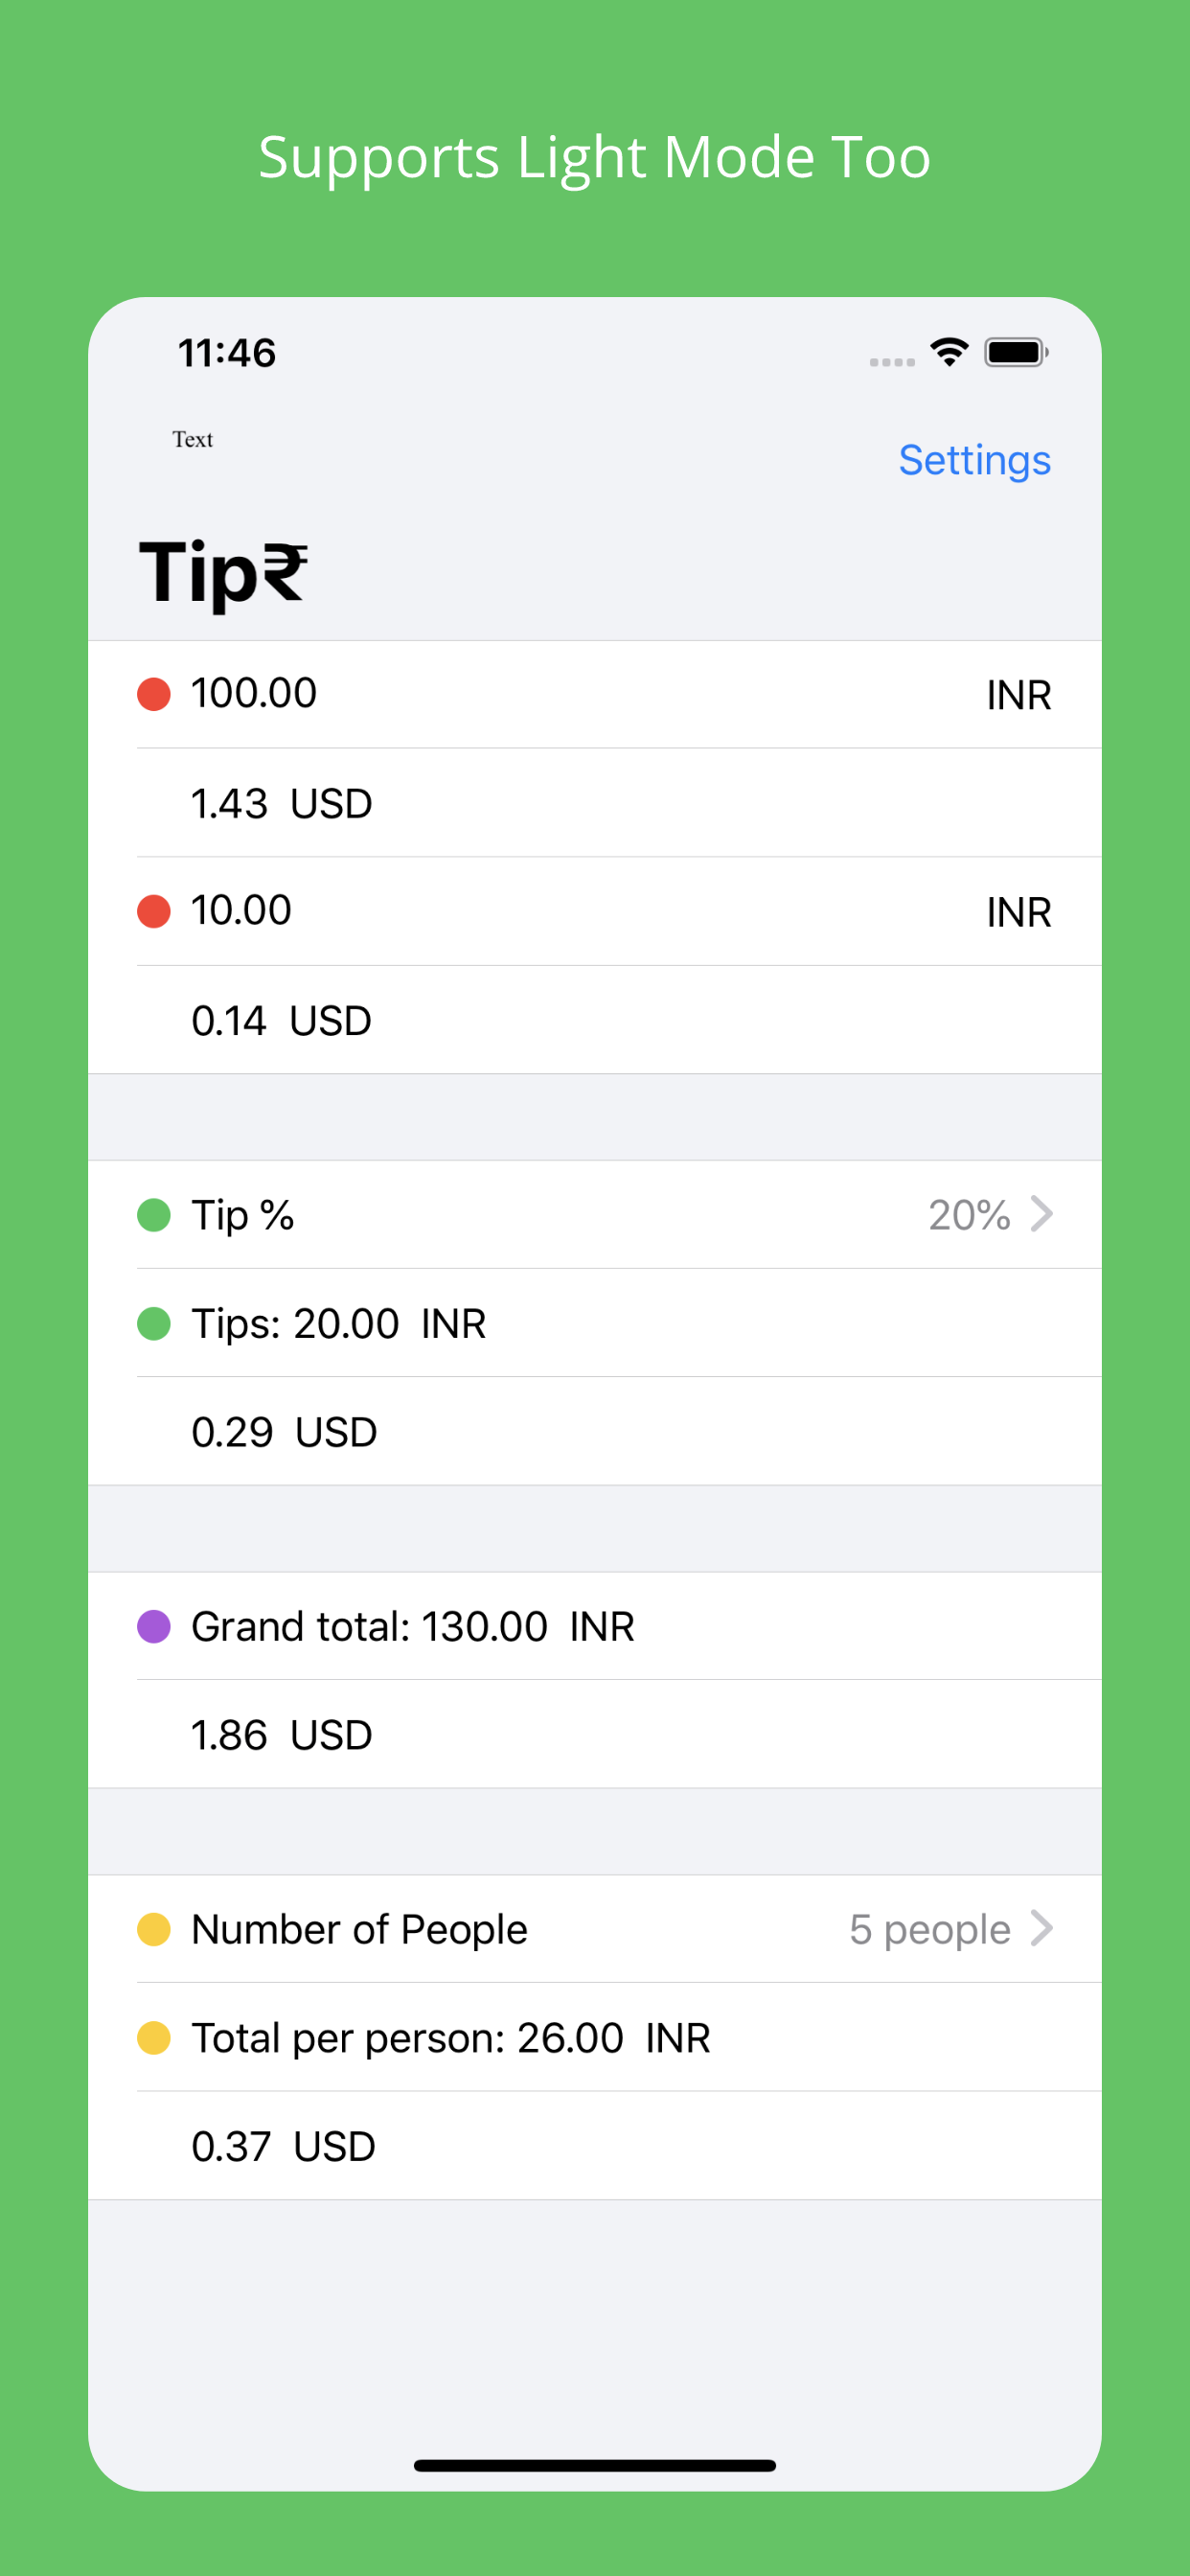 Supports Light Mode Too
11:46
Text
Settings
Tip₹
100.00 INR
1.43 USD
10.00 INR
0.14 USD
Tip % 20%
Tips: 20.00 INR
0.29 USD
Grand total: 130.00 INR
1.86 USD
Number of People 5 people
Total per person: 26.00 INR
0.37 USD